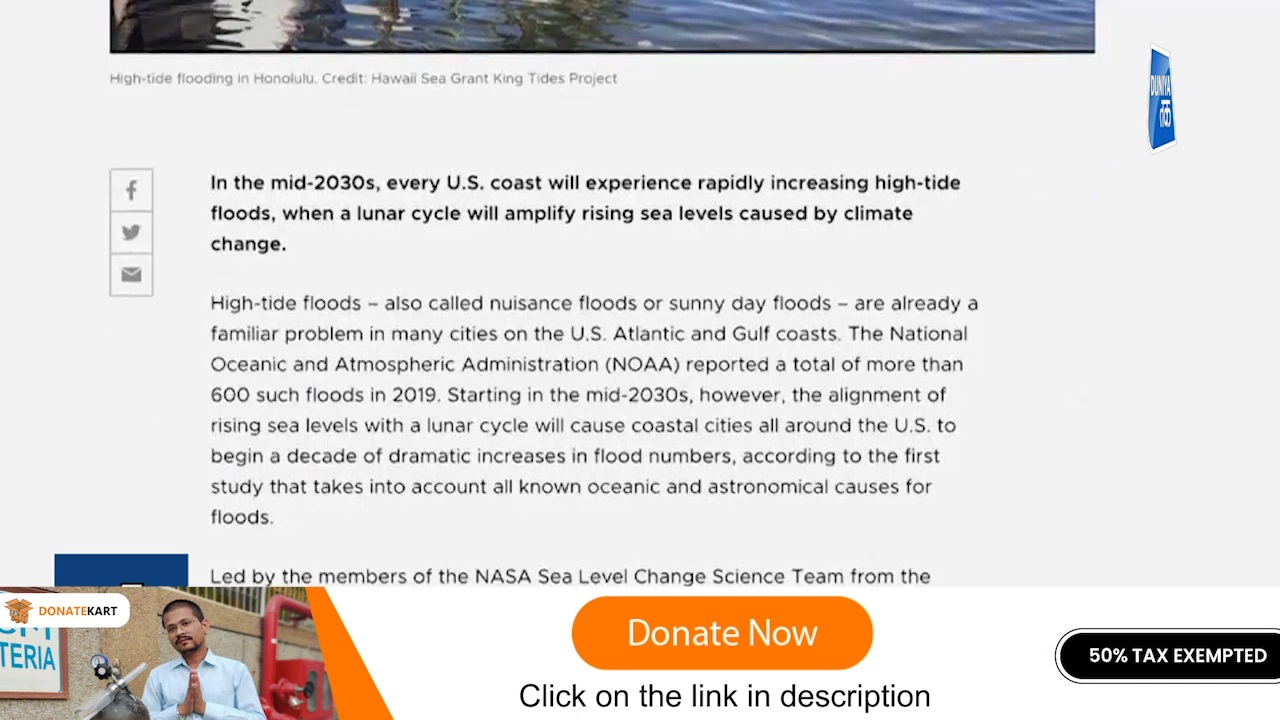 High-tide flooding in Honolulu. Credit: Hawaii Sea Grant King Tides Project
DUNIYA
तक
In the mid-2030s, every U.S. coast will experience rapidly increasing high-tide
floods, when a lunar cycle will amplify rising sea levels caused by climate
change.
High-tide floods – also called nuisance floods or sunny day floods – are already a
familiar problem in many cities on the U.S. Atlantic and Gulf coasts. The National
Oceanic and Atmospheric Administration (NOAA) reported a total of more than
600 such floods in 2019. Starting in the mid-2030s, however, the alignment of
rising sea levels with a lunar cycle will cause coastal cities all around the U.S. to
begin a decade of dramatic increases in flood numbers, according to the first
study that takes into account all known oceanic and astronomical causes for
floods.
Led by the members of the NASA Sea Level Change Science Team from the
DONATEKART
TERIA
Donate Now
Click on the link in description
50% TAX EXEMPTED